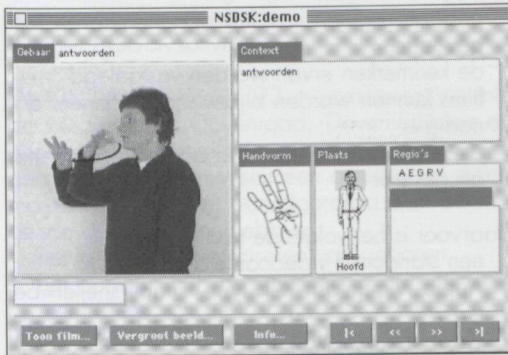 NSDSK:demo
Gebaar antwoorden
Context
antwoorden
Handvorm
Plaats
Regio's
A E G R V
Hoofd
Toon film...
Vergroot beeld...
Info...
|<
<<
>>
>|